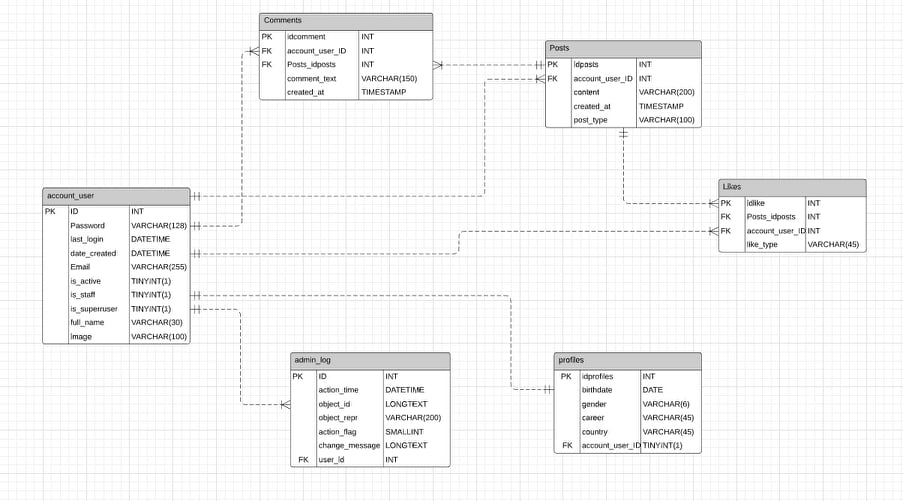 Comments
PK idcomment INT
FK account_user_ID INT
FK Posts_idposts INT
comment_text VARCHAR(150)
created_at TIMESTAMP
Posts
PK Idposts INT
FK account_user_ID INT
content VARCHAR(200)
created_at TIMESTAMP
post_type VARCHAR(100)
account_user
PK ID INT
Password VARCHAR(128)
last_login DATETIME
date_created DATETIME
Email VARCHAR(255)
is_active TINYINT(1)
is_staff TINYINT(1)
is_superruser TINYINT(1)
full_name VARCHAR(30)
Image VARCHAR(100)
Likes
PK Idlike INT
FK Posts_idposts INT
FK account_user_ID INT
like_type VARCHAR(45)
admin_log
PK ID INT
action_time DATETIME
object_id LONGTEXT
object_repr VARCHAR(200)
action_flag SMALLINT
change_message LONGTEXT
FK user_id INT
profiles
PK idprofiles INT
birthdate DATE
gender VARCHAR(6)
career VARCHAR(45)
country VARCHAR(45)
FK account_user_ID TINYINT(1)